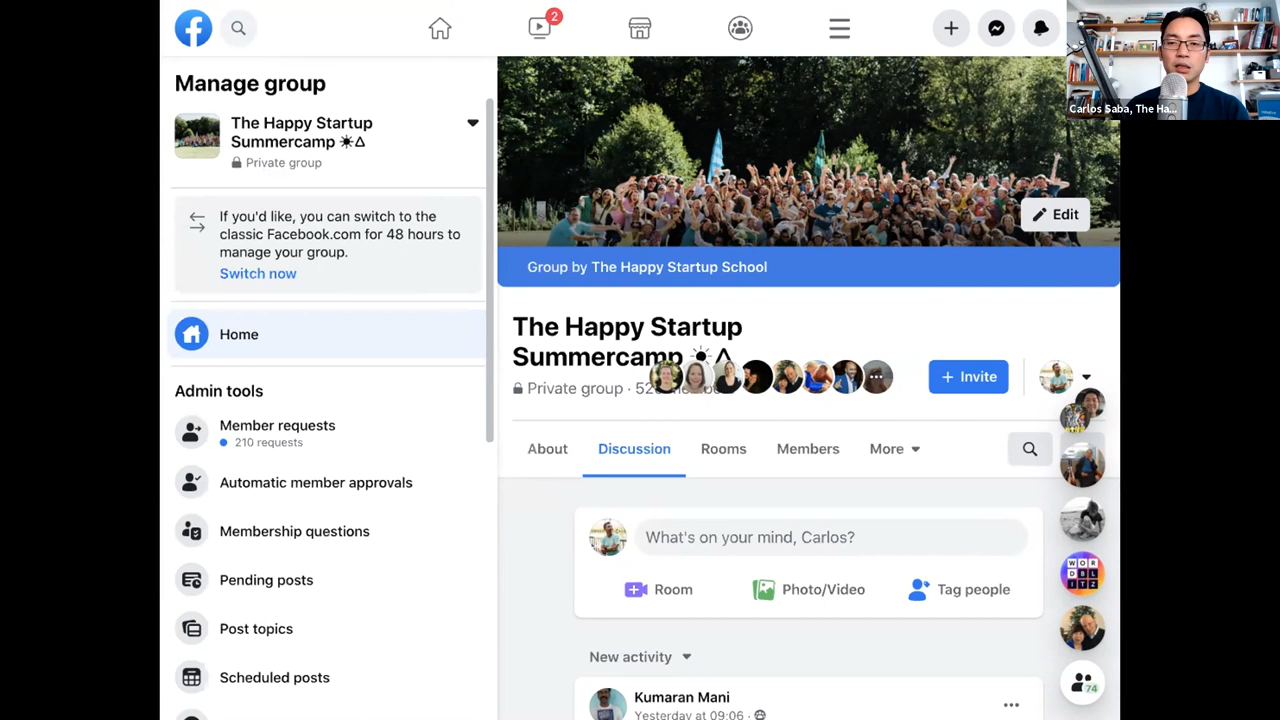 2
Carlos Saba, The Ha...
Manage group
The Happy Startup
Summercamp ☀△
Private group
If you'd like, you can switch to the
classic Facebook.com for 48 hours to
manage your group.
Switch now
Home
Admin tools
Member requests
210 requests
Automatic member approvals
Membership questions
Pending posts
Post topics
Scheduled posts
Edit
Group by The Happy Startup School
The Happy Startup
Summercamp ☀△
Private group ·
+ Invite
About
Discussion
Rooms
Members
More
What's on your mind, Carlos?
Room
Photo/Video
Tag people
New activity
Kumaran Mani
Yesterday at 09:06 ·
WOR
DBL
ITZ
74